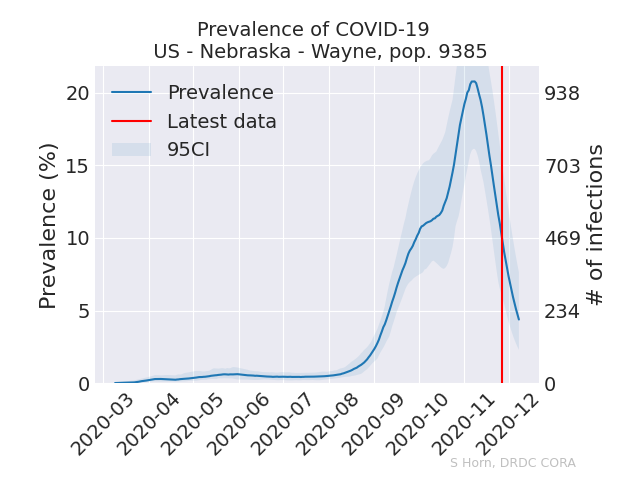 Prevalence of COVID-19
US - Nebraska - Wayne, pop. 9385
Prevalence
Latest data
95CI
Prevalence (%)
20
15
10
5
0
938
703
469
234
0
# of infections
2020-03
2020-04
2020-05
2020-06
2020-07
2020-08
2020-09
2020-10
2020-11
2020-12
S Horn, DRDC CORA